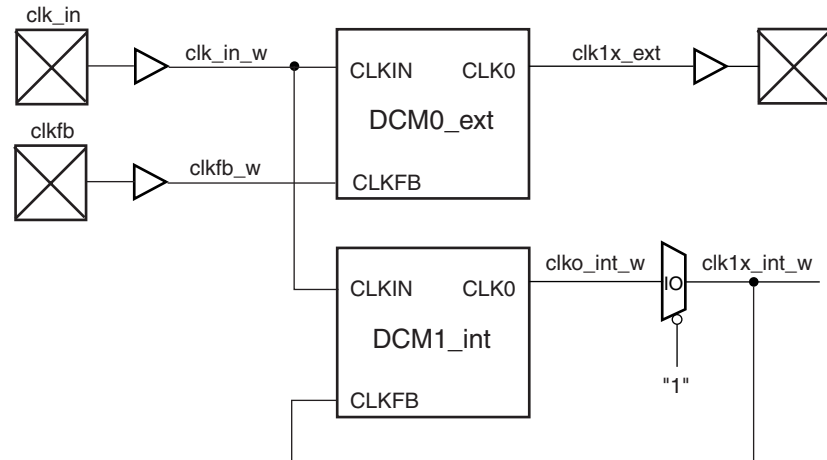 clk_in
clk_in_w
clk1x_ext
CLKIN
CLK0
DCM0_ext
clkfb
clkfb_w
CLKFB
clko_int_w
clk1x_int_w
CLKIN
CLK0
IO
DCM1_int
"1"
CLKFB